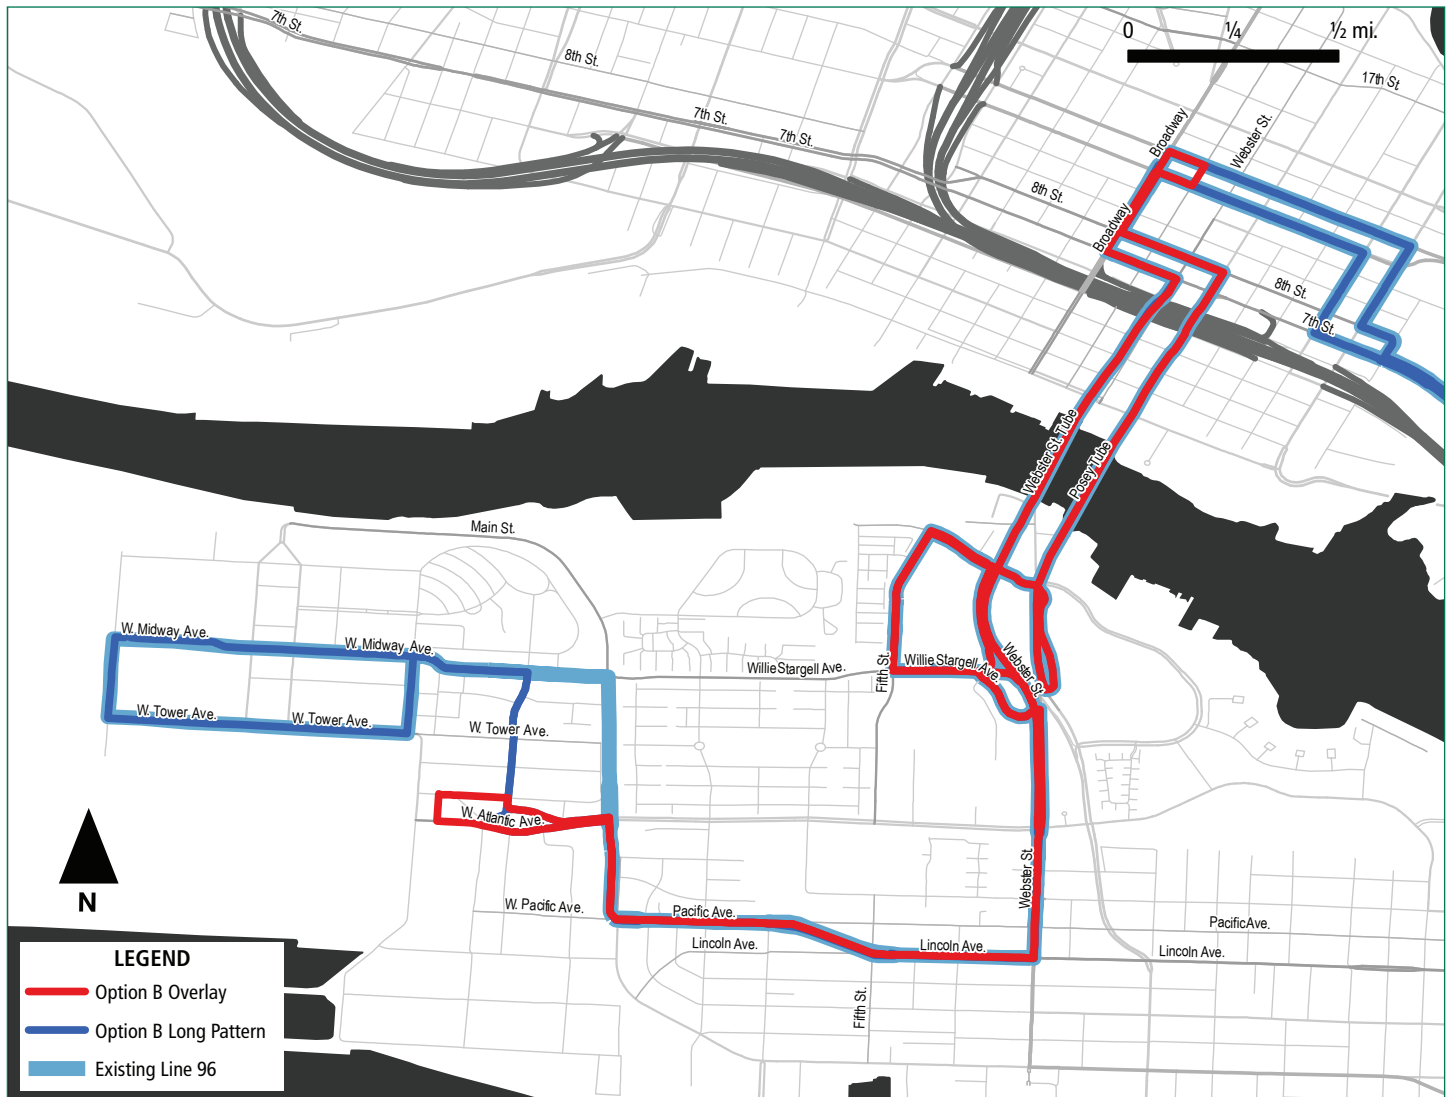 7th St.
0 ¼ ½ mi.
8th St.
17th St
7th St.
7th St.
Broadway
Webster St.
8th St.
Broadway
8th St.
7th St.
Webster St. Tube
Posey Tube
Main St.
W. Midway Ave.
W. Midway Ave.
Willie Stargell Ave.
Fifth St.
Willie Stargell Ave.
Webster St.
W. Tower Ave.
W. Tower Ave.
W. Tower Ave.
W. Atlantic Ave.
Webster St.
N
W. Pacific Ave.
Pacific Ave.
Pacific Ave.
Lincoln Ave.
Lincoln Ave.
Lincoln Ave.
Fifth St.
LEGEND
Option B Overlay
Option B Long Pattern
Existing Line 96